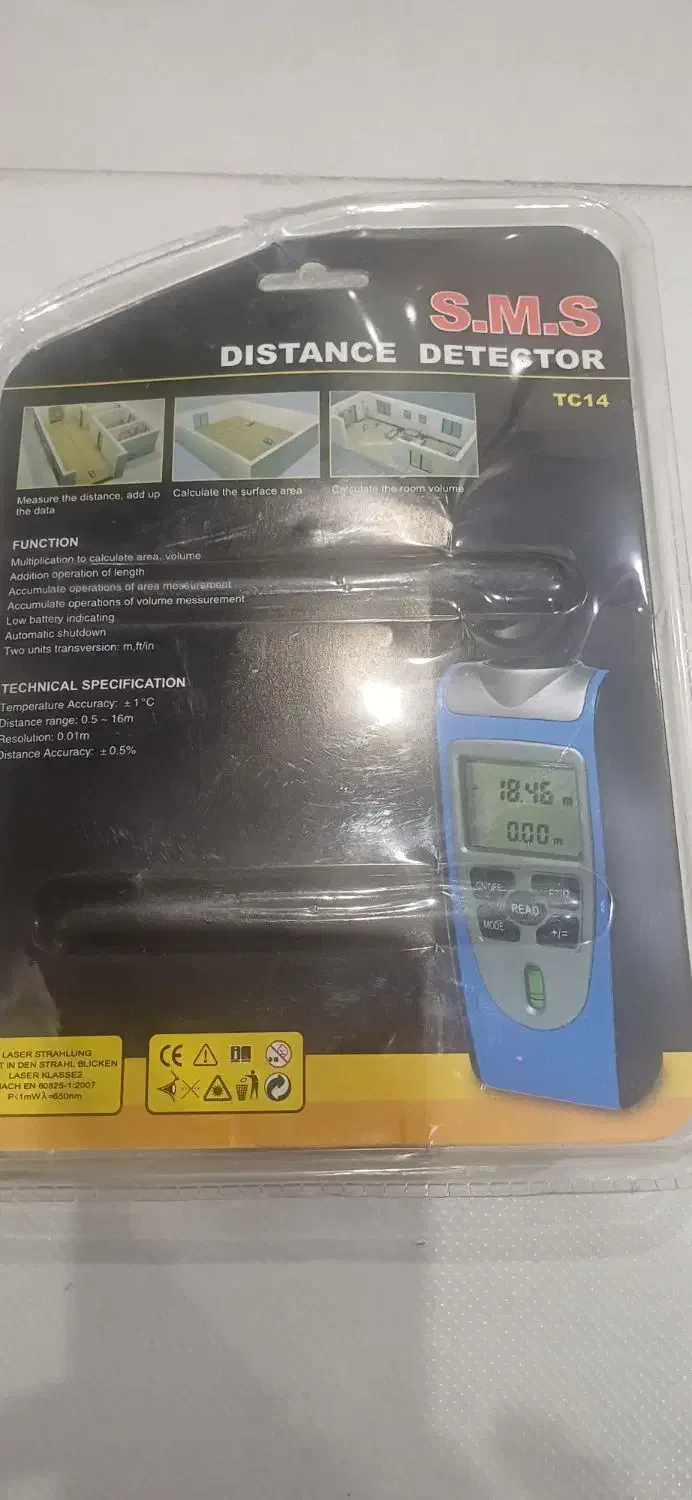 S.M.S
DISTANCE DETECTOR
TC14
Measure the distance, add up
the data
Calculate the surface area
Calculate the room volume
FUNCTION
Multiplication to calculate area, volume
Addition operation of length
Accumulate operations of area messurament
Accumulate operations of volume messurement
Low battery indicating
Automatic shutdown
Two units transversion: m,ft/in
TECHNICAL SPECIFICATION
Temperature Accuracy: ±1°C
Distance range: 0.5 ~ 16m
Resolution: 0.01m
Distance Accuracy: ±0.5%
18.46 m
0.00 m
ON/OFF
READ
MODE
+/=
LASER STRAHLUNG
IN DEN STRAHL BLICKEN
LASER KLASSE2
NACH EN 60825-1:2007
P<1mW λ=650nm
CE